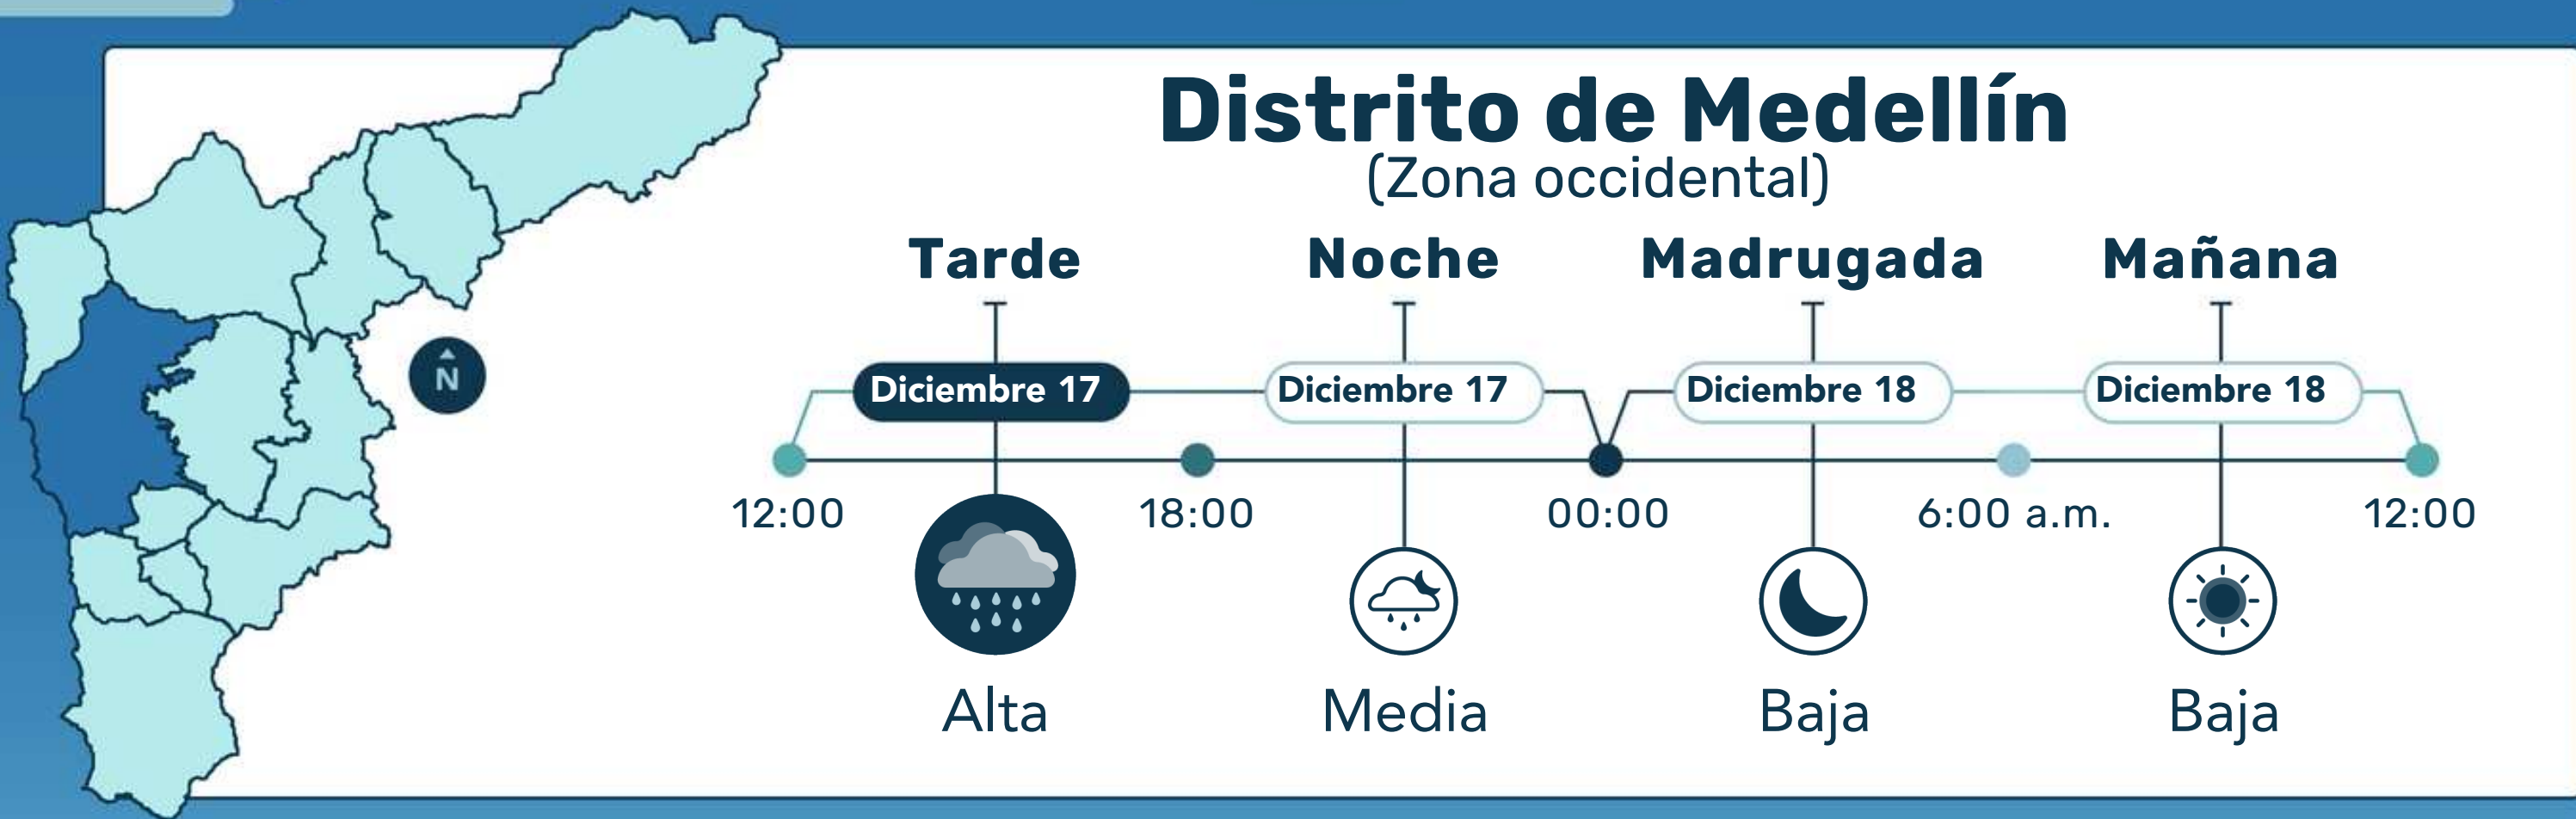 Distrito de Medellín
(Zona occidental)
Tarde Noche Madrugada Mañana
Diciembre 17 Diciembre 17 Diciembre 18 Diciembre 18
N
12:00 18:00 00:00 6:00 a.m. 12:00
Alta Media Baja Baja